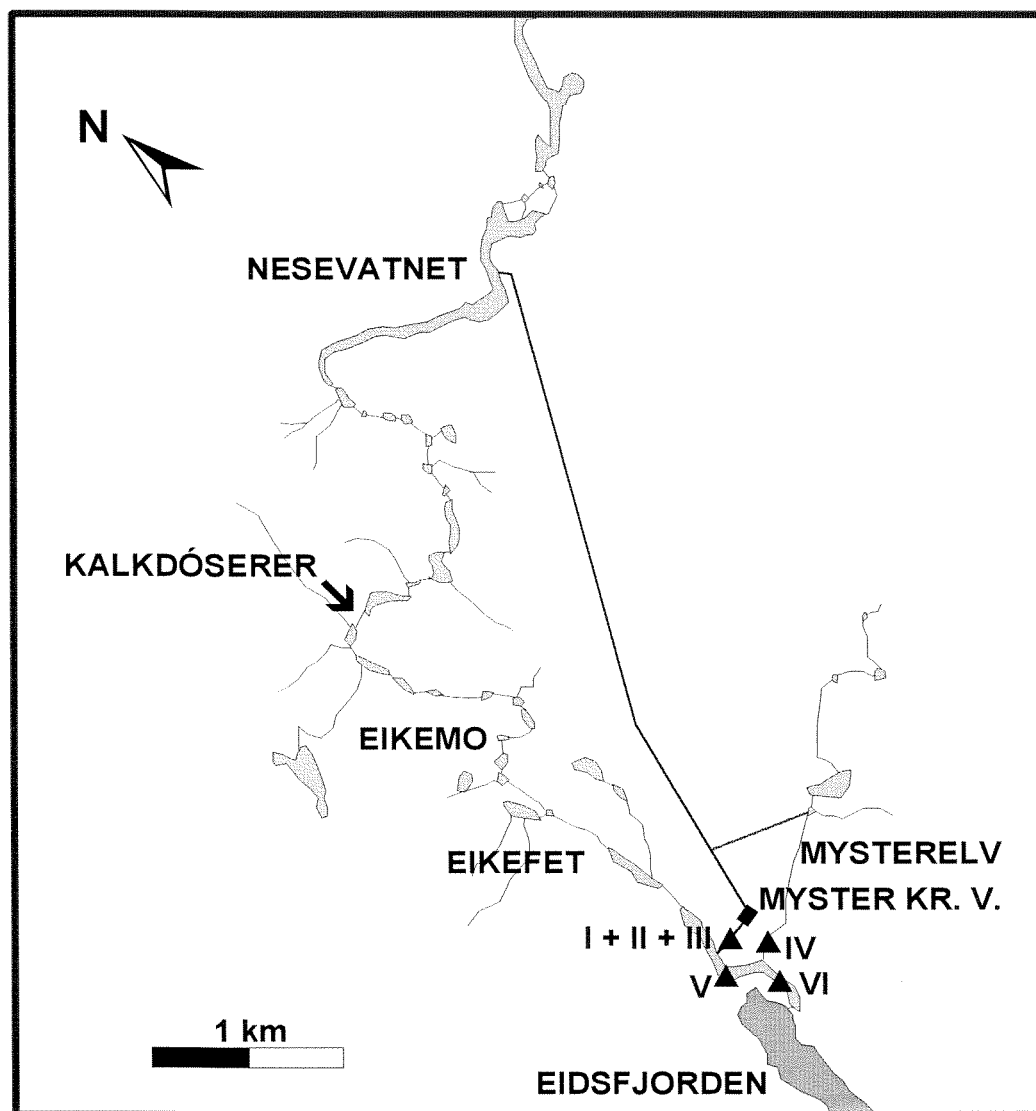 N
NESEVATNET
KALKDÓSERER
EIKEMO
EIKEFET
MYSTERELV
MYSTER KR. V.
I + II + III
IV
V
VI
1 km
EIDSFJORDEN